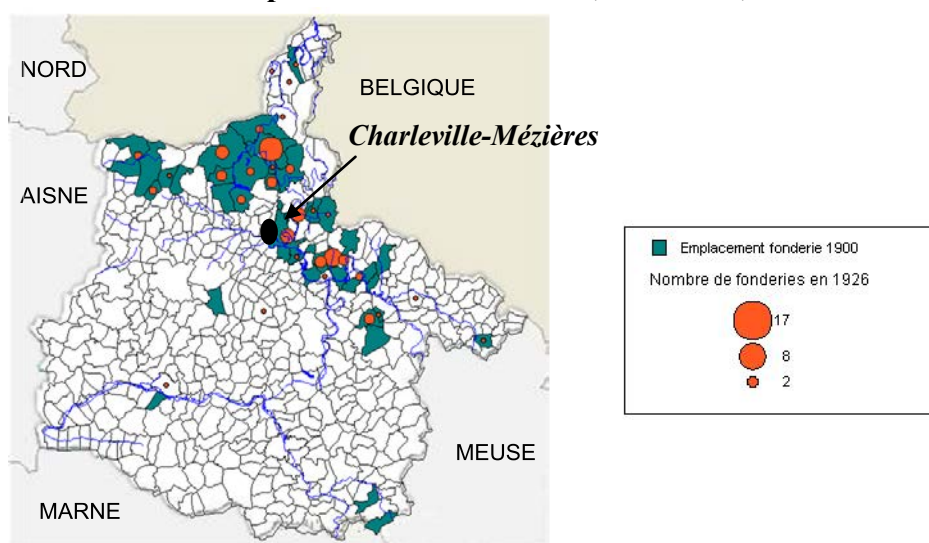 NORD
BELGIQUE
Charleville-Mézières
AISNE
MEUSE
MARNE
Emplacement fonderie 1900
Nombre de fonderies en 1926
17
8
2